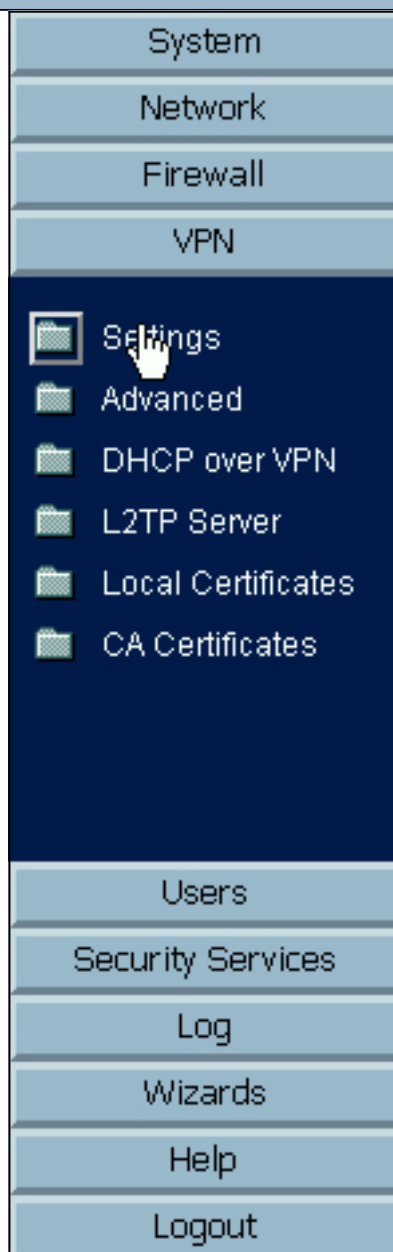 System
Network
Firewall
VPN
Settings
Advanced
DHCP over VPN
L2TP Server
Local Certificates
CA Certificates
Users
Security Services
Log
Wizards
Help
Logout